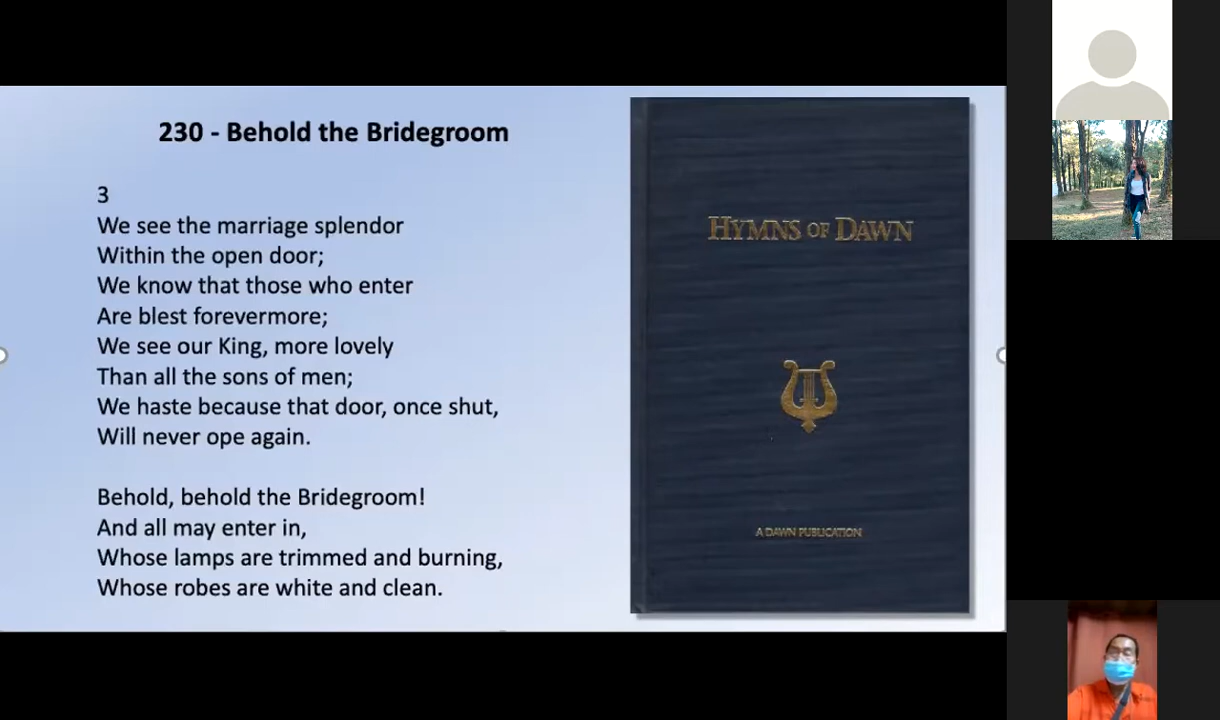 230 - Behold the Bridegroom
3
We see the marriage splendor
Within the open door;
We know that those who enter
Are blest forevermore;
We see our King, more lovely
Than all the sons of men;
We haste because that door, once shut,
Will never ope again.
Behold, behold the Bridegroom!
And all may enter in,
Whose lamps are trimmed and burning,
Whose robes are white and clean.
HYMNS OF DAWN
A DAWN PUBLICATION